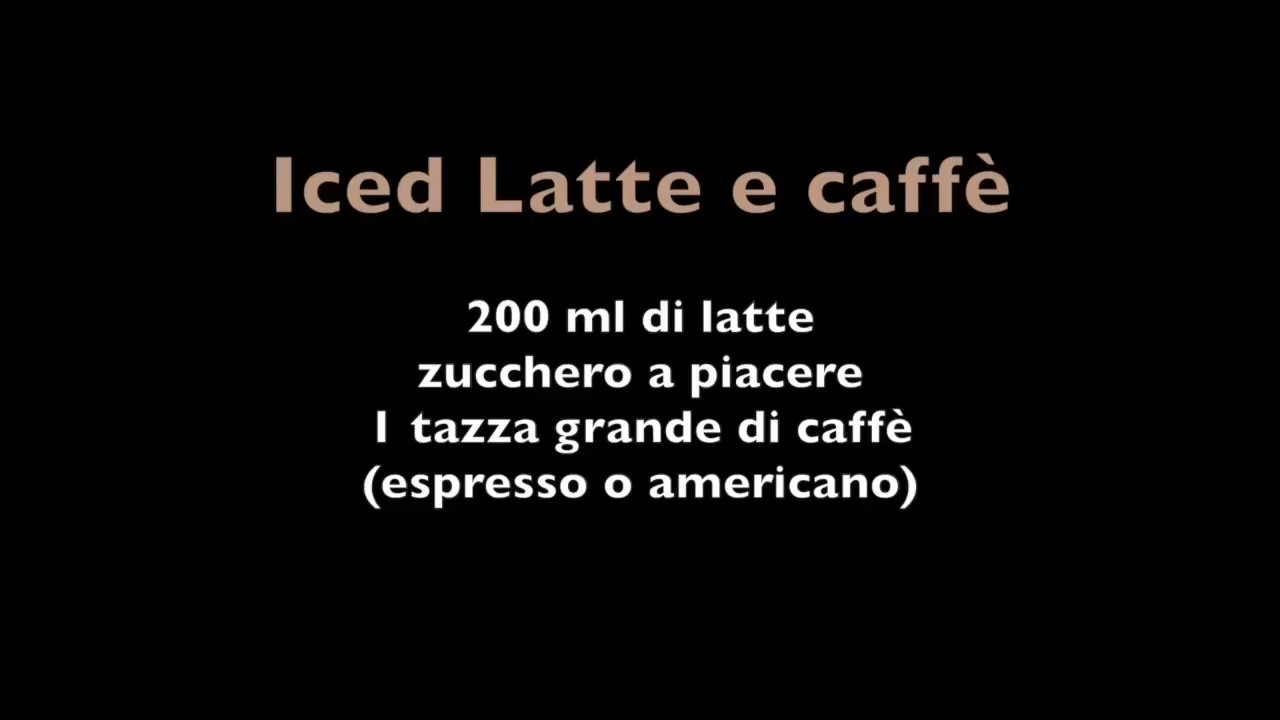 Iced Latte e caffè
200 ml di latte
zucchero a piacere
1 tazza grande di caffè
(espresso o americano)